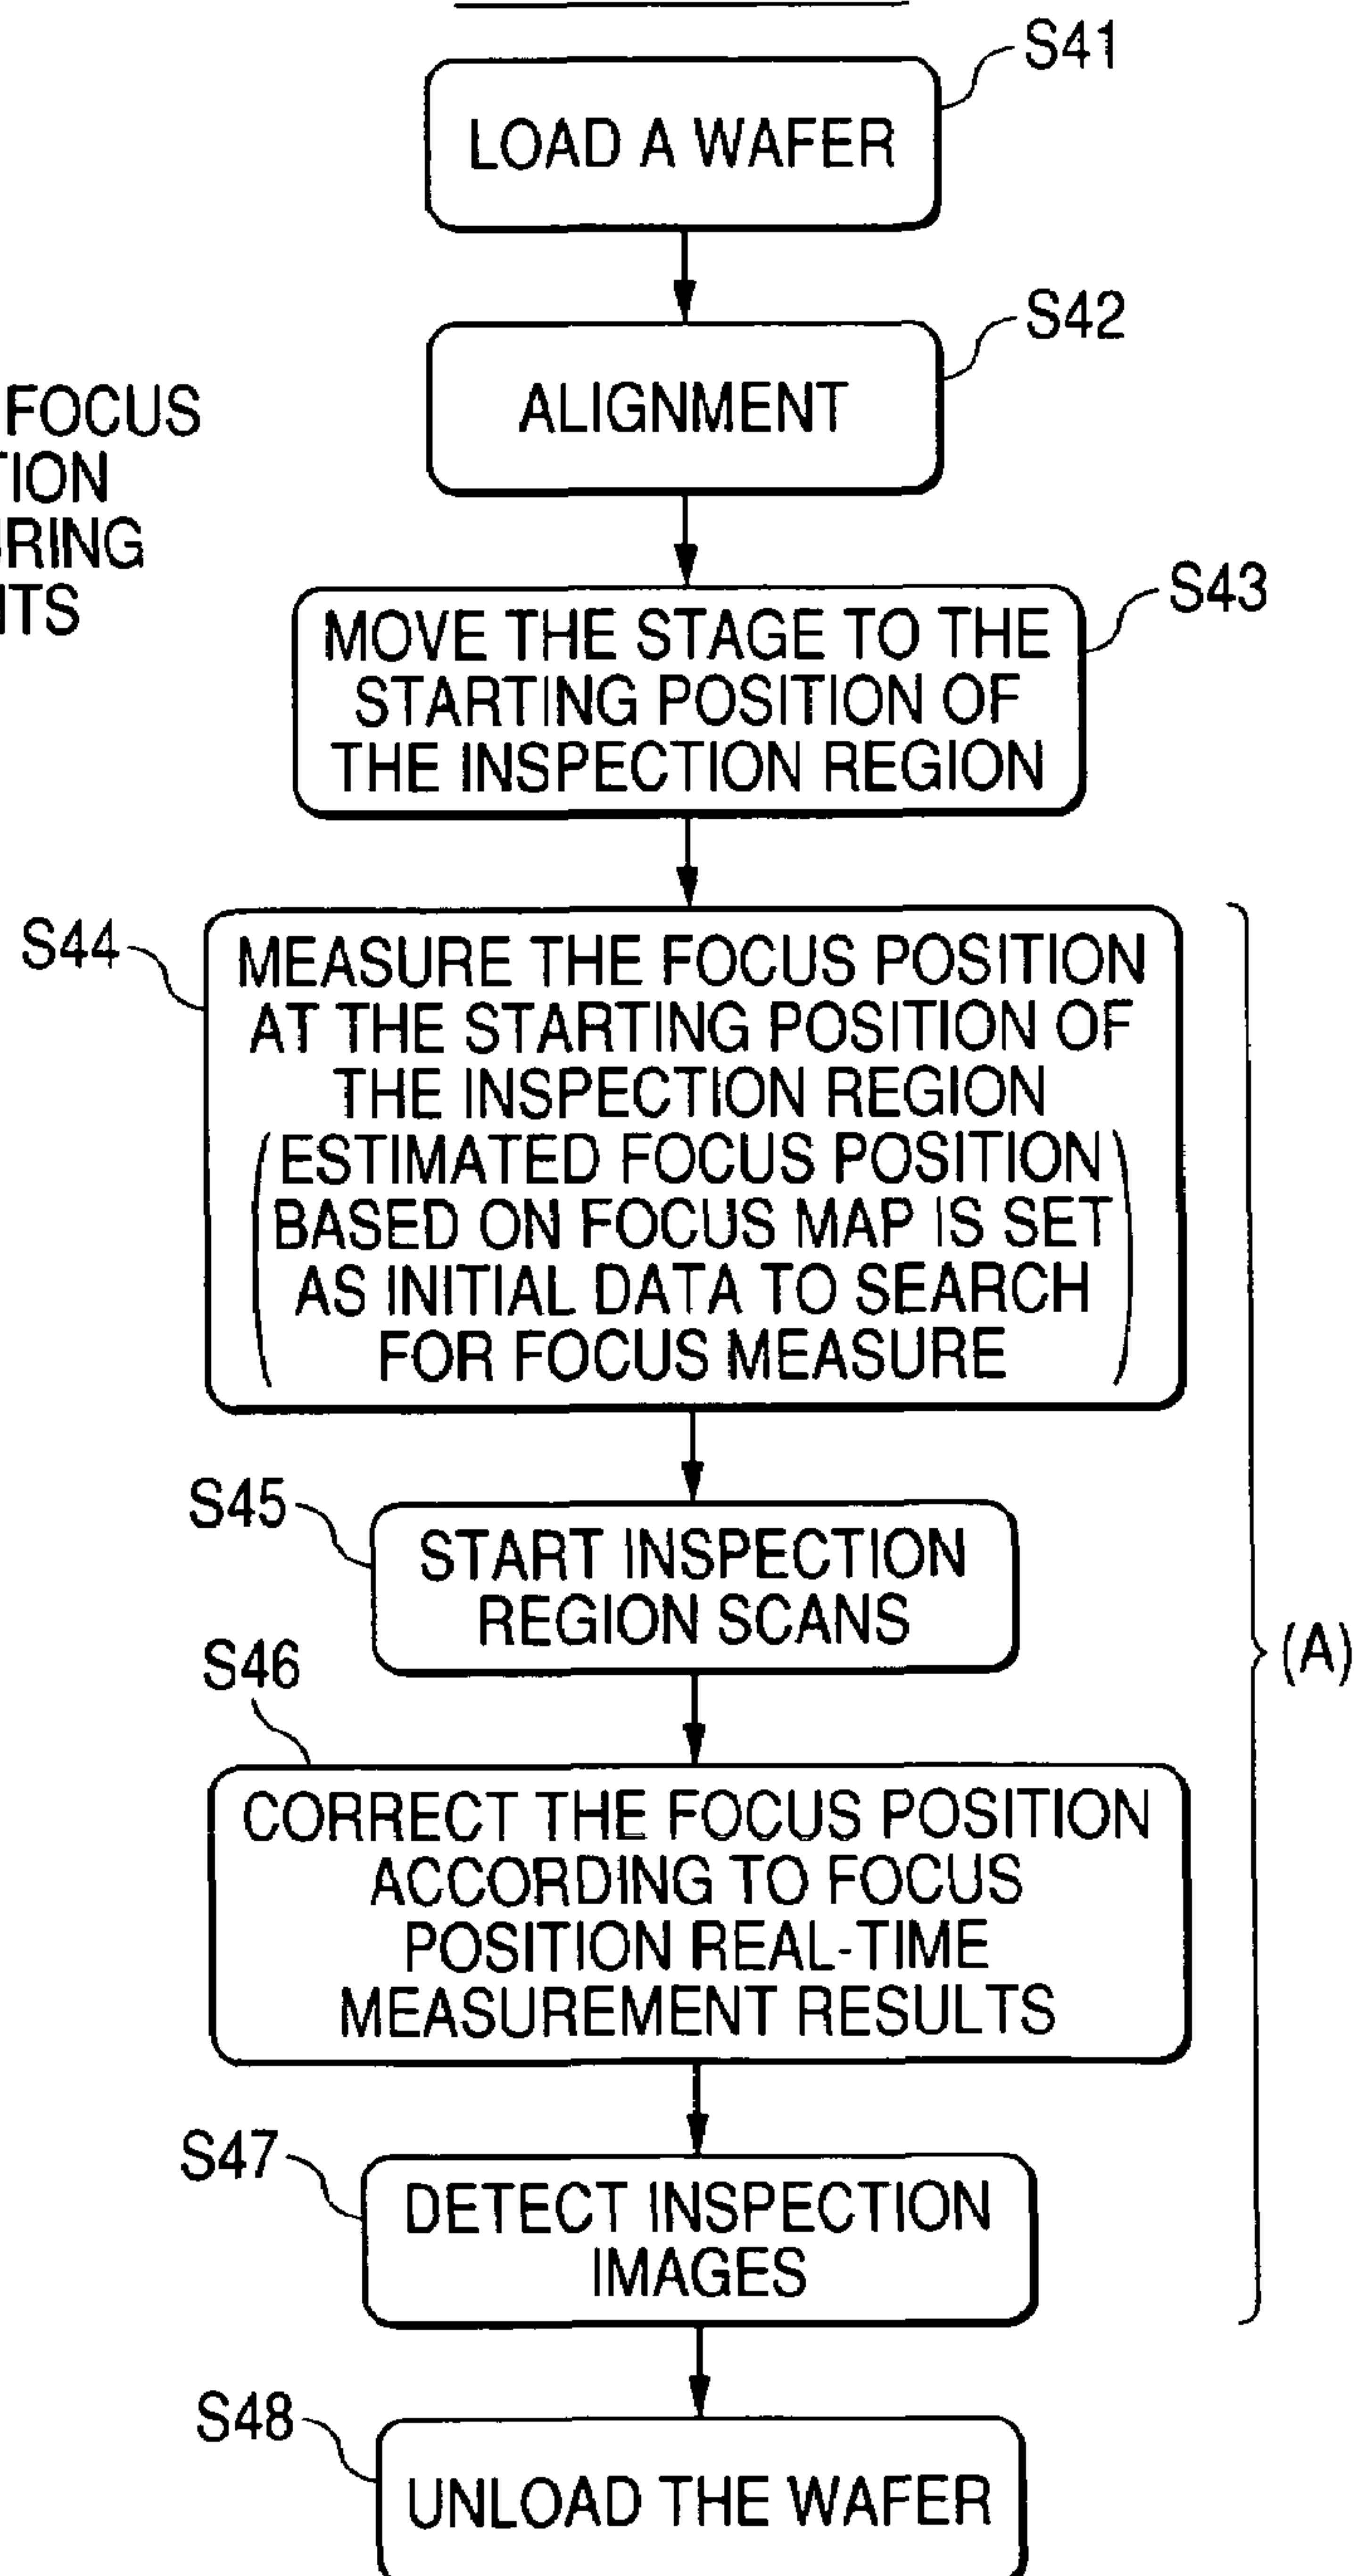 S41
LOAD A WAFER
S42
ALIGNMENT
FOCUS
S43
MOVE THE STAGE TO THE
STARTING POSITION OF
THE INSPECTION REGION
S44
MEASURE THE FOCUS POSITION
AT THE STARTING POSITION OF
THE INSPECTION REGION
(ESTIMATED FOCUS POSITION
BASED ON FOCUS MAP IS SET
AS INITIAL DATA TO SEARCH
FOR FOCUS MEASURE)
S45
START INSPECTION
REGION SCANS
(A)
S46
CORRECT THE FOCUS POSITION
ACCORDING TO FOCUS
POSITION REAL-TIME
MEASUREMENT RESULTS
S47
DETECT INSPECTION
IMAGES
S48
UNLOAD THE WAFER